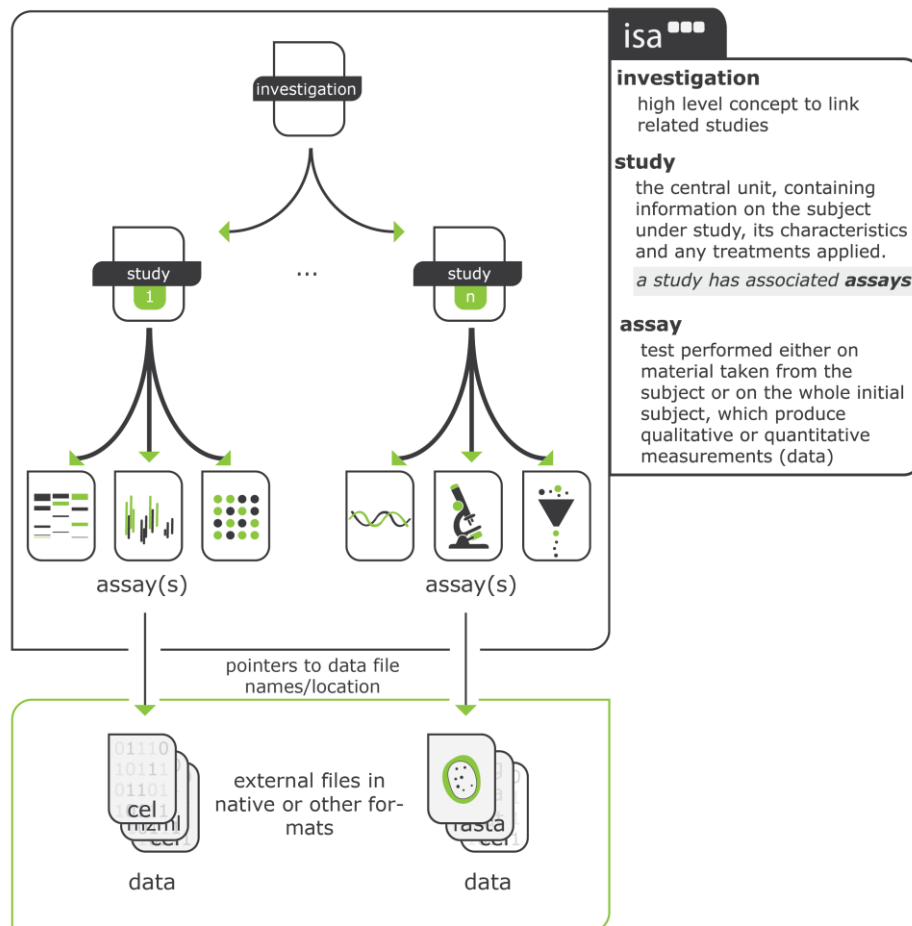 isa
investigation
high level concept to link
related studies
study
the central unit, containing
information on the subject
under study, its characteristics
and any treatments applied.
a study has associated assays
assay
test performed either on
material taken from the
subject or on the whole initial
subject, which produce
qualitative or quantitative
measurements (data)
investigation
study
1
...
study
n
assay(s)
assay(s)
pointers to data file
names/location
01110
10111
01101
cel
mzml
fasta
external files in
native or other for-
mats
data
data